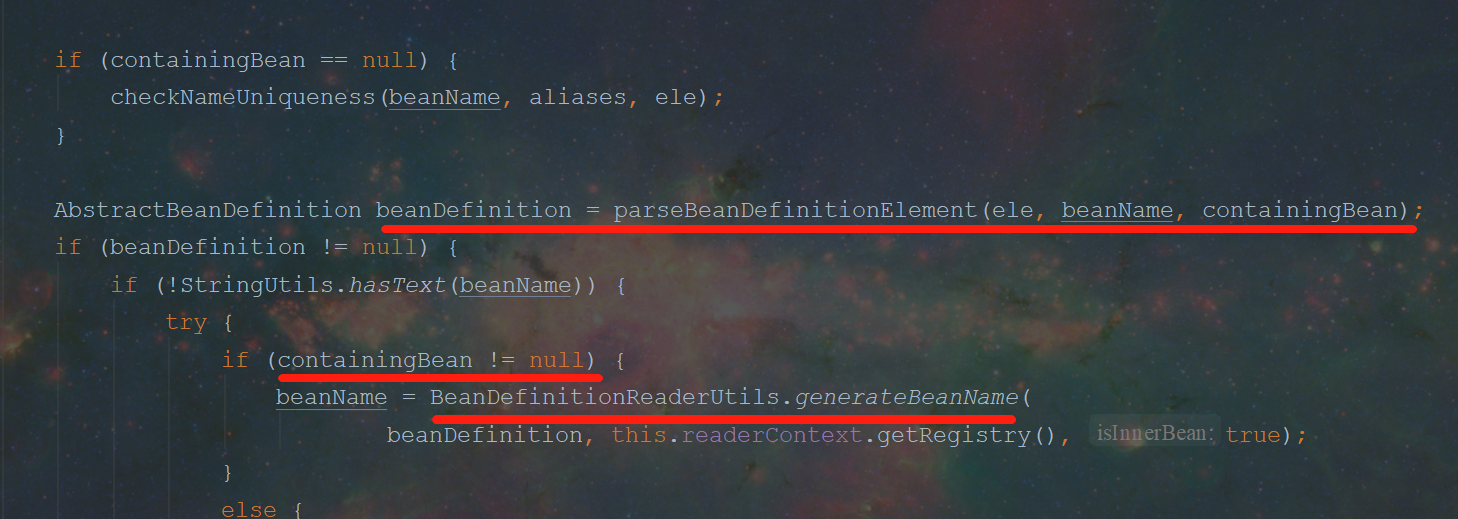 if (containingBean == null) {
checkNameUniqueness(beanName, aliases, ele);
}
AbstractBeanDefinition beanDefinition = parseBeanDefinitionElement(ele, beanName, containingBean);
if (beanDefinition != null) {
if (!StringUtils.hasText(beanName)) {
try {
if (containingBean != null) {
beanName = BeanDefinitionReaderUtils.generateBeanName(
beanDefinition, this.readerContext.getRegistry(), isInnerBean: true);
}
else {